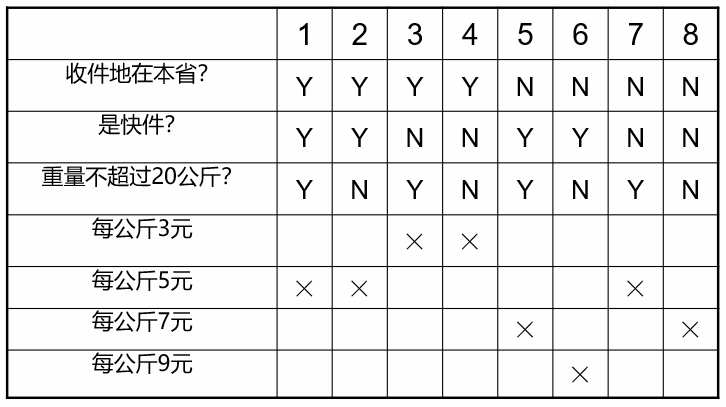 1 2 3 4 5 6 7 8
收件地在本省? Y Y Y Y N N N N
是快件? Y Y N N Y Y N N
重量不超过20公斤? Y N Y N Y N Y N
每公斤3元 × ×
每公斤5元 × × ×
每公斤7元 × ×
每公斤9元 ×